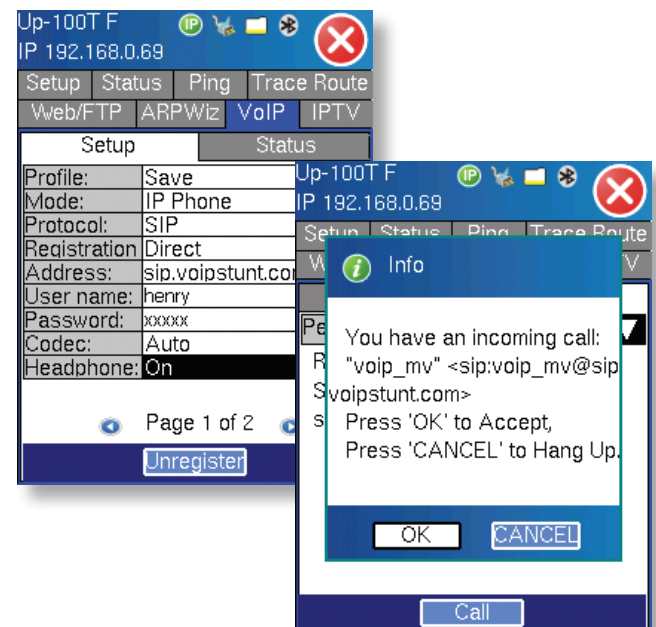 Up-100T F IP
IP 192.168.0.69
Setup Status Ping Trace Route
Web/FTP ARPWiz VoIP IPTV
Setup Status
Profile: Save
Mode: IP Phone
Protocol: SIP
Registration Direct
Address: sip.voipstunt.co
User name: henry
Password: xxxxx
Codec: Auto
Headphone: On
Page 1 of 2
Unregister
Up-100T F IP
IP 192.168.0.69
Setup Status Ping Trace Route
W V
Info
Pe
R
S
s
You have an incoming call:
"voip_mv" <sip:voip_mv@sip
voipstunt.com>
Press 'OK' to Accept,
Press 'CANCEL' to Hang Up.
OK CANCEL
Call